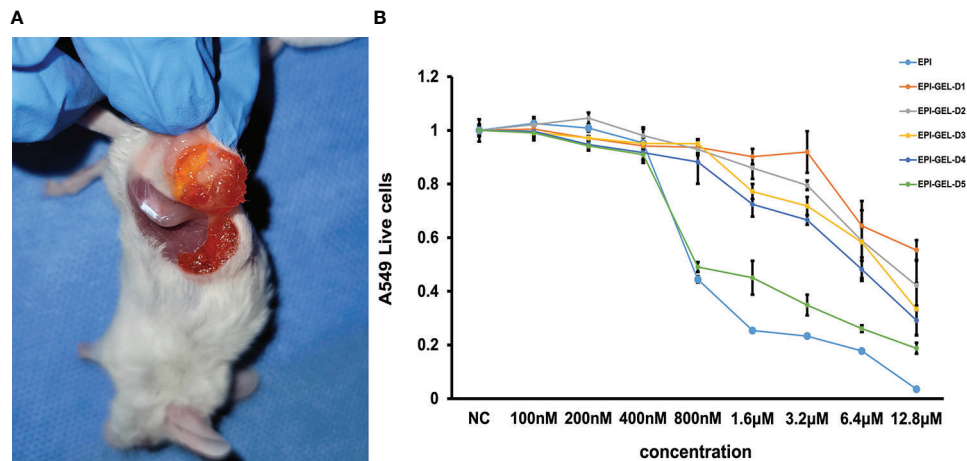 A
B
EPI
EPI-GEL-D1
EPI-GEL-D2
EPI-GEL-D3
EPI-GEL-D4
EPI-GEL-D5
1.2
1
0.8
0.6
0.4
0.2
0
A549 Live cells
NC 100nM 200nM 400nM 800nM 1.6µM 3.2µM 6.4µM 12.8µM
concentration